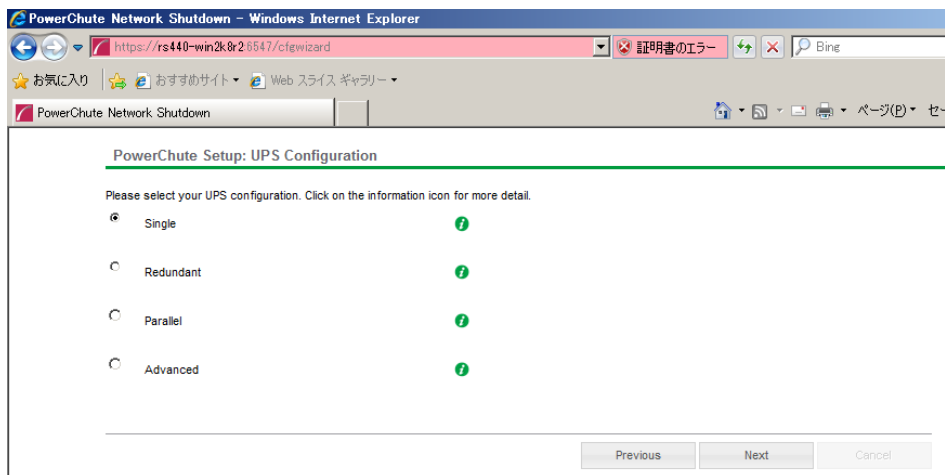 PowerChute Network Shutdown - Windows Internet Explorer
https://rs440-win2k8r2:6547/cfgwizard
証明書のエラー
Bing
お気に入り
おすすめサイト
Web スライス ギャラリー
PowerChute Network Shutdown
ページ(P)
セー
PowerChute Setup: UPS Configuration
Please select your UPS configuration. Click on the information icon for more detail.
Single
Redundant
Parallel
Advanced
Previous
Next
Cancel